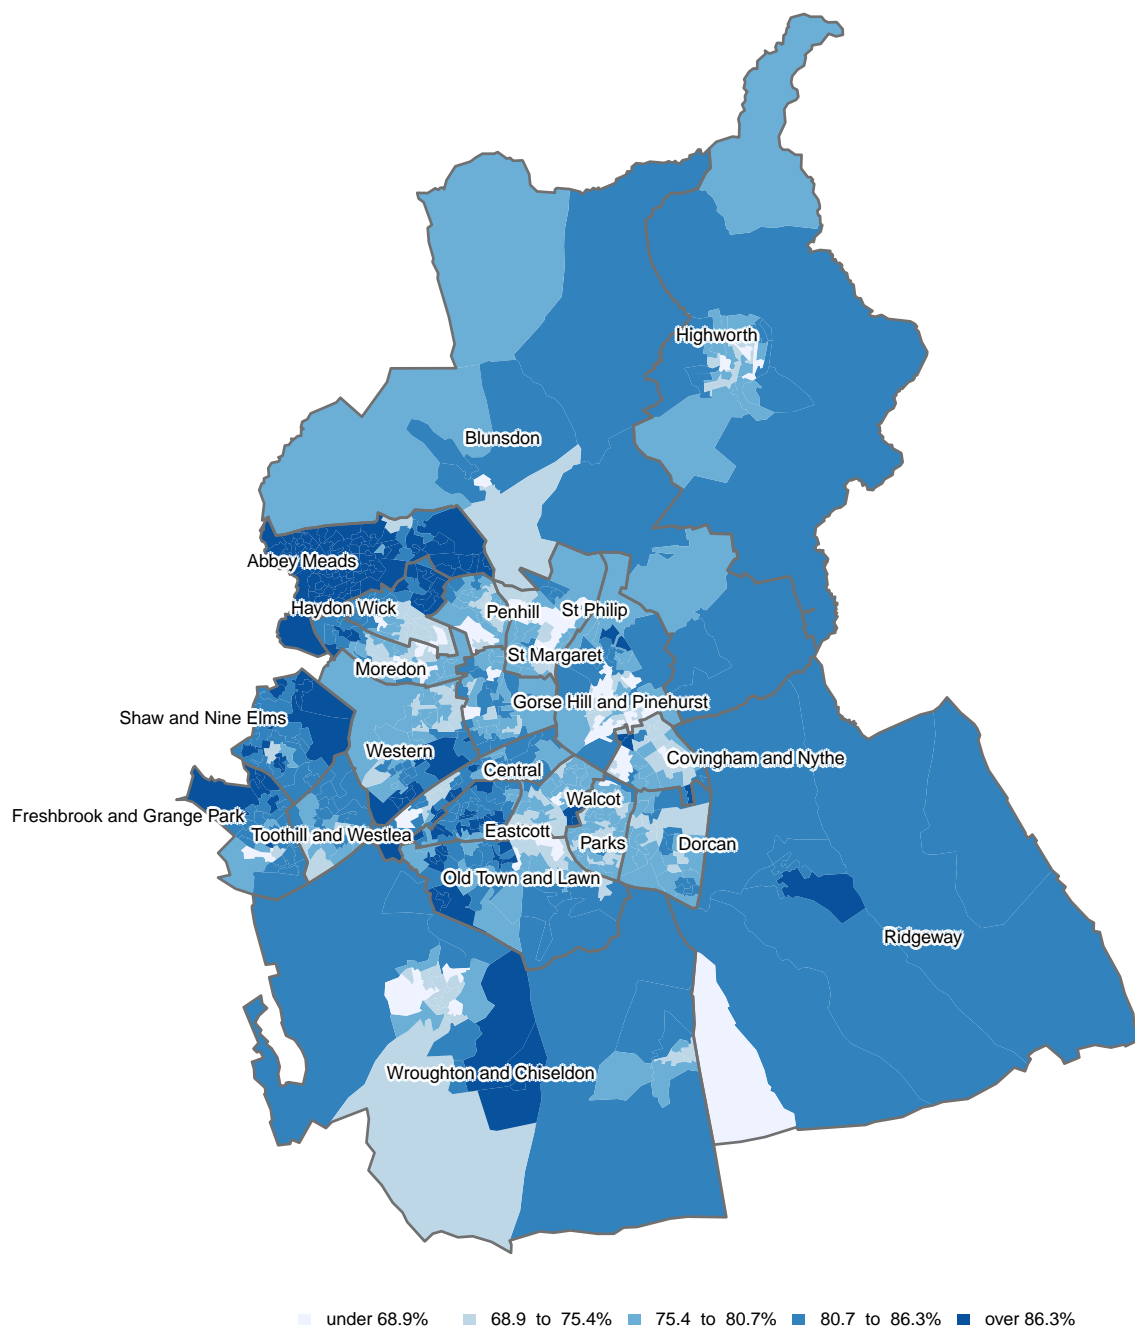 Highworth
Blunsdon
Abbey Meads
Haydon Wick
Penhill
St Philip
St Margaret
Moredon
Gorse Hill and Pinehurst
Shaw and Nine Elms
Western
Covingham and Nythe
Central
Walcot
Freshbrook and Grange Park
Toothill and Westlea
Eastcott
Parks
Dorcan
Old Town and Lawn
Ridgeway
Wroughton and Chiseldon
under 68.9% 68.9 to 75.4% 75.4 to 80.7% 80.7 to 86.3% over 86.3%